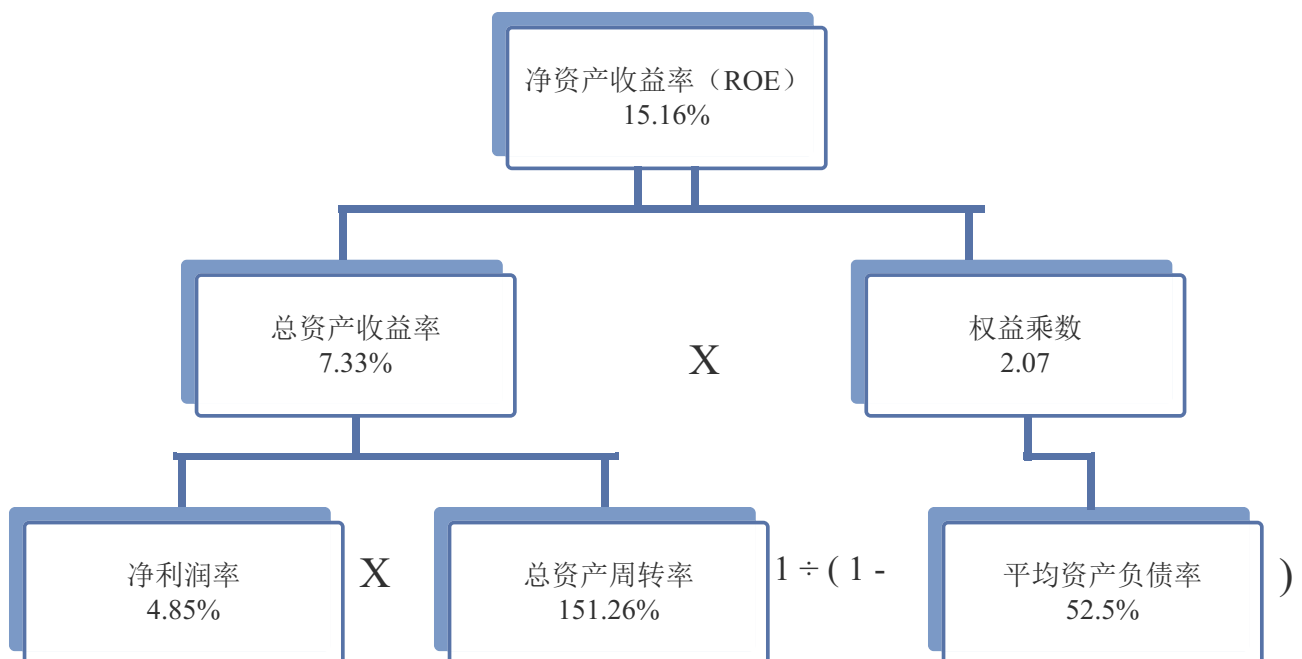 净资产收益率（ROE）
15.16%
总资产收益率
7.33%
X
权益乘数
2.07
净利润率
4.85%
X
总资产周转率
151.26%
1 ÷ ( 1 -
平均资产负债率
52.5%
)